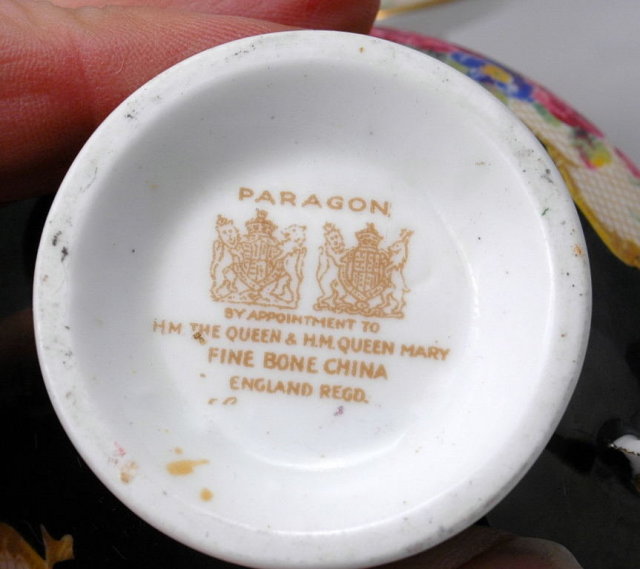 PARAGON
BY APPOINTMENT TO
H.M. THE QUEEN & H.M. QUEEN MARY
FINE BONE CHINA
ENGLAND REGD.